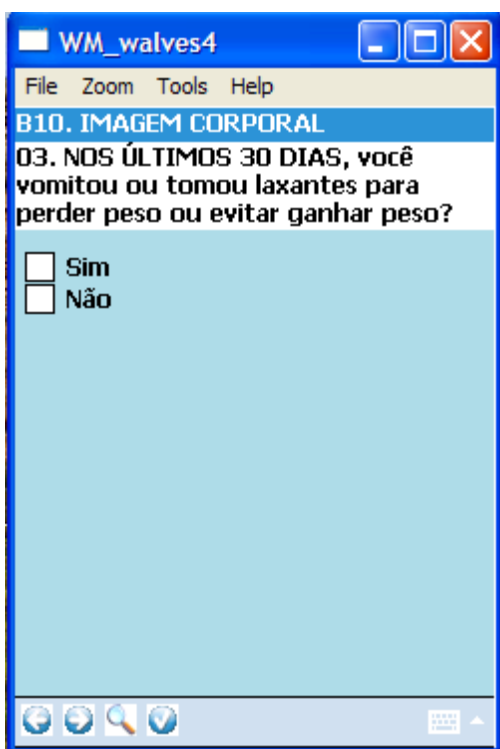 WM_walves4
File Zoom Tools Help
B10. IMAGEM CORPORAL
03. NOS ÚLTIMOS 30 DIAS, você
vomitou ou tomou laxantes para
perder peso ou evitar ganhar peso?
Sim
Não